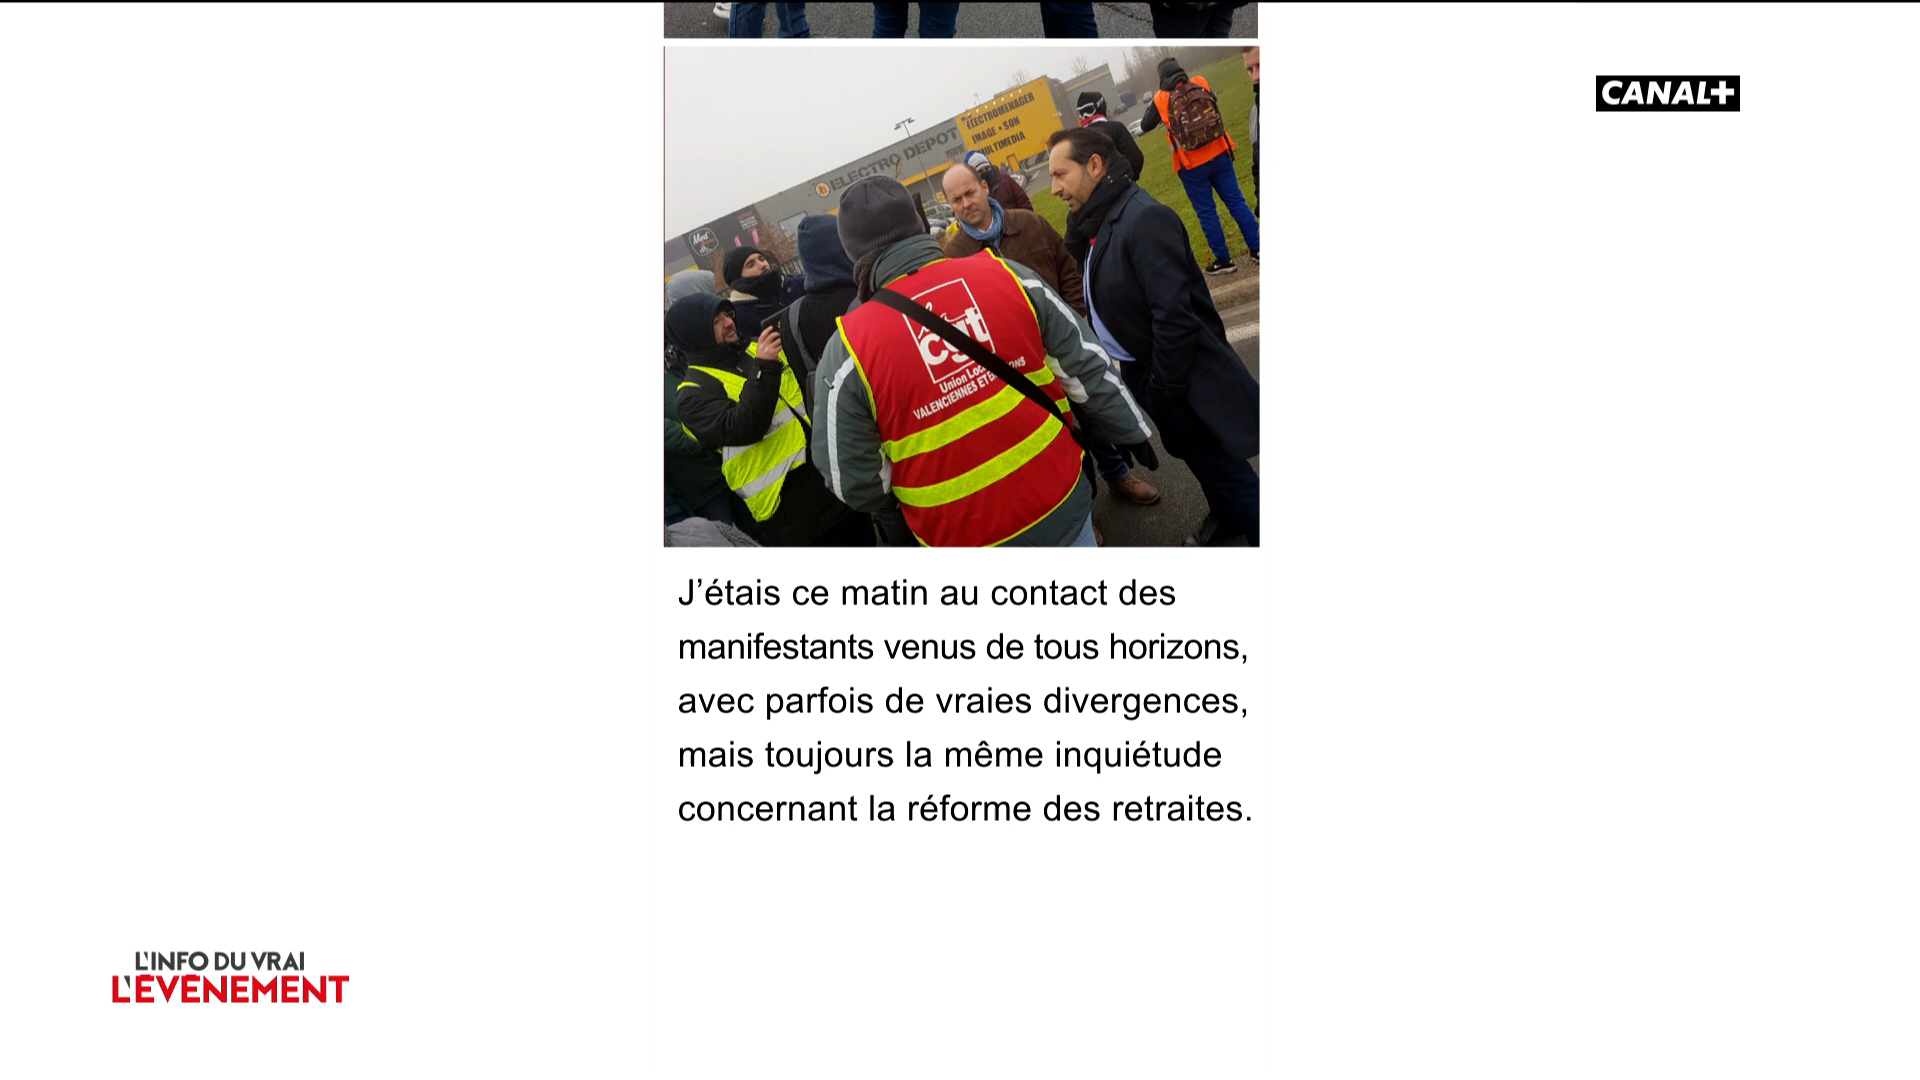 CANAL+
ELECTROMENAGER
IMAGE • SON
MULTIMEDIA
ELECTRO DEPOT
cgt
Union
VALENCIENNES ET
J’étais ce matin au contact des
manifestants venus de tous horizons,
avec parfois de vraies divergences,
mais toujours la même inquiétude
concernant la réforme des retraites.
L'INFO DU VRAI
L'ÉVÉNEMENT